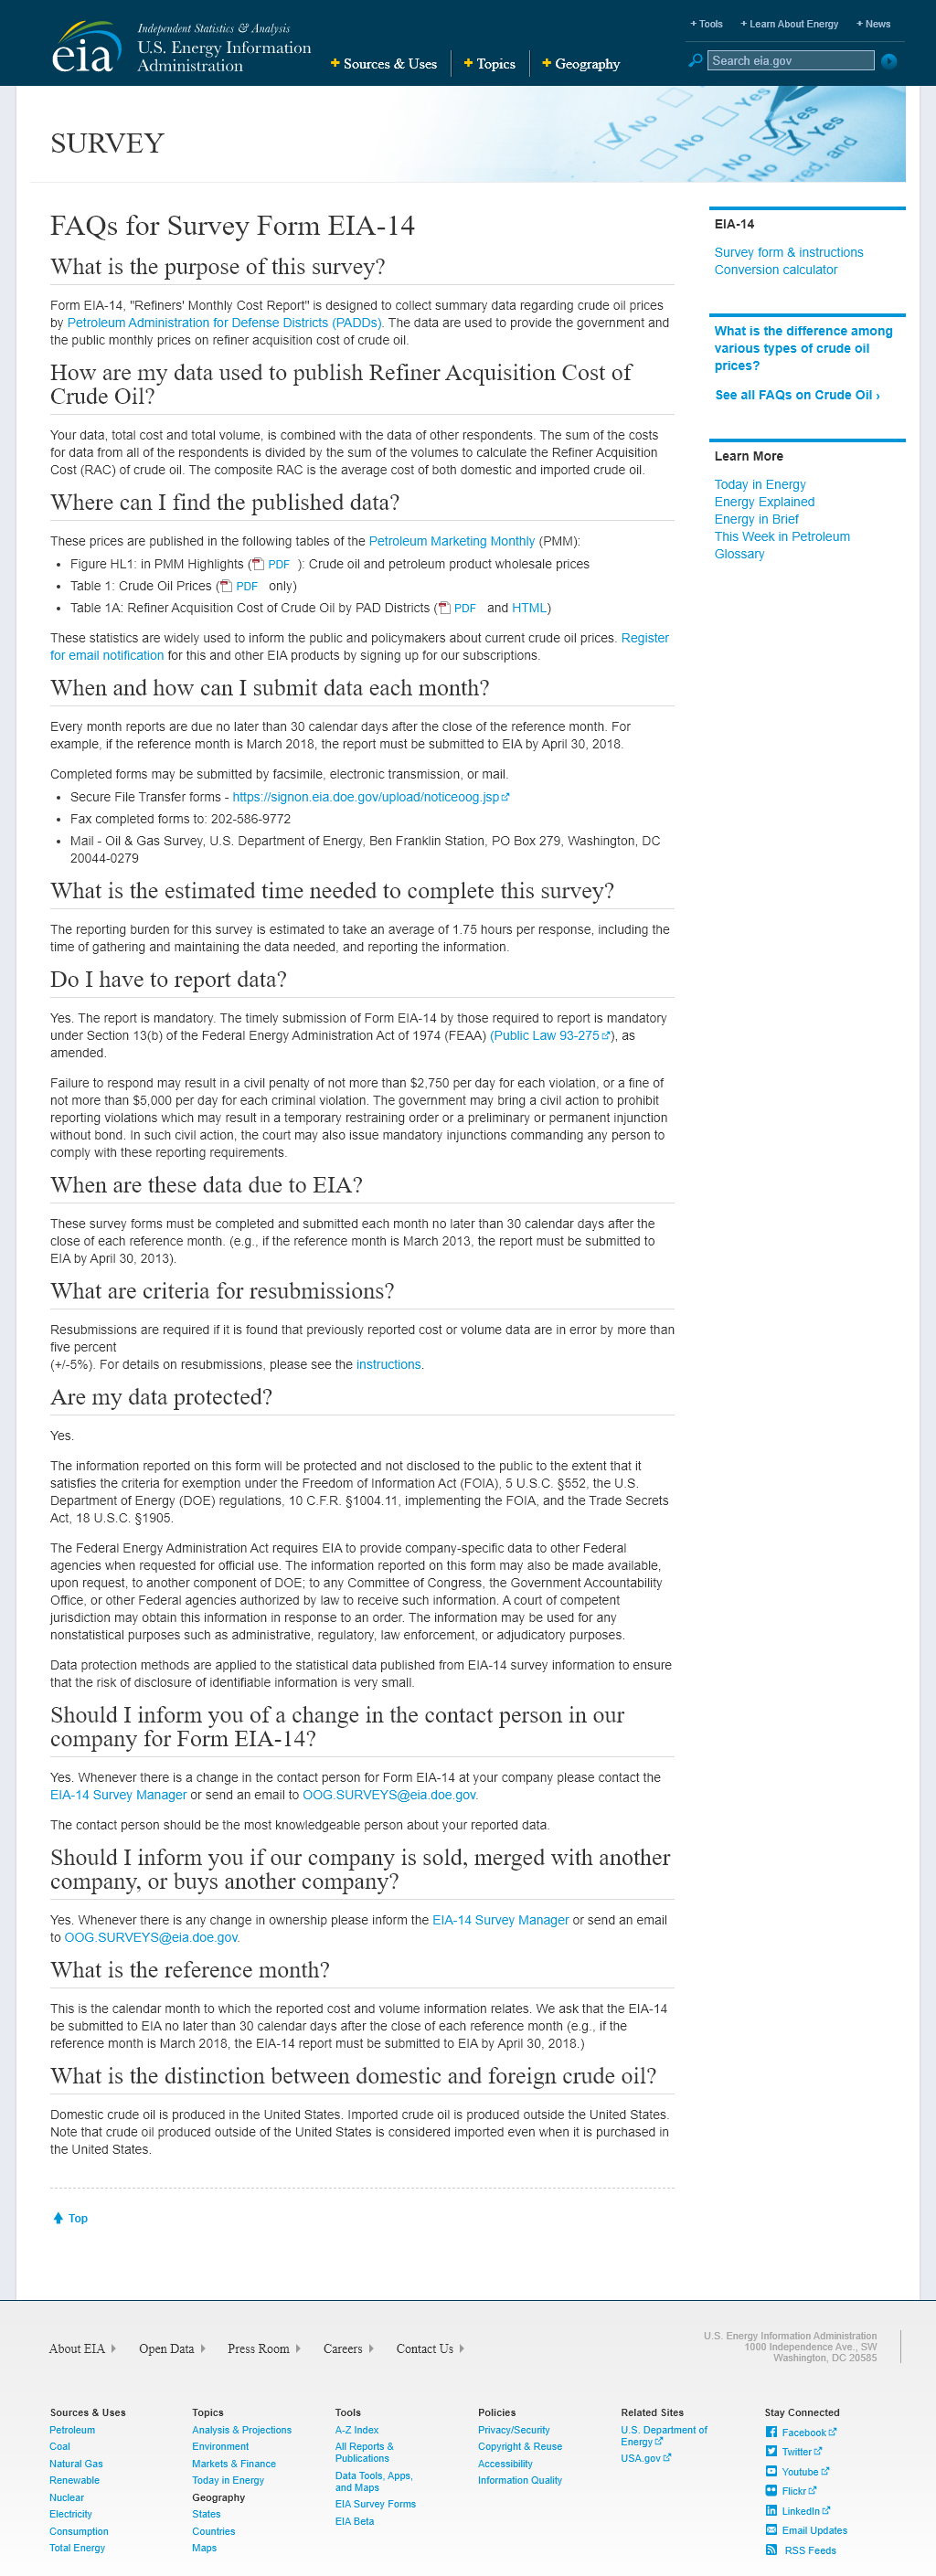 + Tools + Learn About Energy + News
eia
Independent Statistics & Analysis
U.S. Energy Information
Administration
+ Sources & Uses + Topics + Geography
Search eia.gov
SURVEY
No Yes
No Yes
No Yes
FAQs for Survey Form EIA-14
What is the purpose of this survey?
Form EIA-14, "Refiners' Monthly Cost Report" is designed to collect summary data regarding crude oil prices
by Petroleum Administration for Defense Districts (PADDs). The data are used to provide the government and
the public monthly prices on refiner acquisition cost of crude oil.
How are my data used to publish Refiner Acquisition Cost of
Crude Oil?
Your data, total cost and total volume, is combined with the data of other respondents. The sum of the costs
for data from all of the respondents is divided by the sum of the volumes to calculate the Refiner Acquisition
Cost (RAC) of crude oil. The composite RAC is the average cost of both domestic and imported crude oil.
Where can I find the published data?
These prices are published in the following tables of the Petroleum Marketing Monthly (PMM):
• Figure HL1: in PMM Highlights ( PDF ): Crude oil and petroleum product wholesale prices
• Table 1: Crude Oil Prices ( PDF only)
• Table 1A: Refiner Acquisition Cost of Crude Oil by PAD Districts ( PDF and HTML)
These statistics are widely used to inform the public and policymakers about current crude oil prices. Register
for email notification for this and other EIA products by signing up for our subscriptions.
When and how can I submit data each month?
Every month reports are due no later than 30 calendar days after the close of the reference month. For
example, if the reference month is March 2018, the report must be submitted to EIA by April 30, 2018.
Completed forms may be submitted by facsimile, electronic transmission, or mail.
• Secure File Transfer forms - https://signon.eia.doe.gov/upload/noticeoog.jsp
• Fax completed forms to: 202-586-9772
• Mail - Oil & Gas Survey, U.S. Department of Energy, Ben Franklin Station, PO Box 279, Washington, DC
20044-0279
What is the estimated time needed to complete this survey?
The reporting burden for this survey is estimated to take an average of 1.75 hours per response, including the
time of gathering and maintaining the data needed, and reporting the information.
Do I have to report data?
Yes. The report is mandatory. The timely submission of Form EIA-14 by those required to report is mandatory
under Section 13(b) of the Federal Energy Administration Act of 1974 (FEAA) (Public Law 93-275), as
amended.
Failure to respond may result in a civil penalty of not more than $2,750 per day for each violation, or a fine of
not more than $5,000 per day for each criminal violation. The government may bring a civil action to prohibit
reporting violations which may result in a temporary restraining order or a preliminary or permanent injunction
without bond. In such civil action, the court may also issue mandatory injunctions commanding any person to
comply with these reporting requirements.
When are these data due to EIA?
These survey forms must be completed and submitted each month no later than 30 calendar days after the
close of each reference month. (e.g., if the reference month is March 2013, the report must be submitted to
EIA by April 30, 2013).
What are criteria for resubmissions?
Resubmissions are required if it is found that previously reported cost or volume data are in error by more than
five percent
(+/-5%). For details on resubmissions, please see the instructions.
Are my data protected?
Yes.
The information reported on this form will be protected and not disclosed to the public to the extent that it
satisfies the criteria for exemption under the Freedom of Information Act (FOIA), 5 U.S.C. §552, the U.S.
Department of Energy (DOE) regulations, 10 C.F.R. §1004.11, implementing the FOIA, and the Trade Secrets
Act, 18 U.S.C. §1905.
The Federal Energy Administration Act requires EIA to provide company-specific data to other Federal
agencies when requested for official use. The information reported on this form may also be made available,
upon request, to another component of DOE; to any Committee of Congress, the Government Accountability
Office, or other Federal agencies authorized by law to receive such information. A court of competent
jurisdiction may obtain this information in response to an order. The information may be used for any
nonstatistical purposes such as administrative, regulatory, law enforcement, or adjudicatory purposes.
Data protection methods are applied to the statistical data published from EIA-14 survey information to ensure
that the risk of disclosure of identifiable information is very small.
Should I inform you of a change in the contact person in our
company for Form EIA-14?
Yes. Whenever there is a change in the contact person for Form EIA-14 at your company please contact the
EIA-14 Survey Manager or send an email to OOG.SURVEYS@eia.doe.gov.
The contact person should be the most knowledgeable person about your reported data.
Should I inform you if our company is sold, merged with another
company, or buys another company?
Yes. Whenever there is any change in ownership please inform the EIA-14 Survey Manager or send an email
to OOG.SURVEYS@eia.doe.gov.
What is the reference month?
This is the calendar month to which the reported cost and volume information relates. We ask that the EIA-14
be submitted to EIA no later than 30 calendar days after the close of each reference month (e.g., if the
reference month is March 2018, the EIA-14 report must be submitted to EIA by April 30, 2018.)
What is the distinction between domestic and foreign crude oil?
Domestic crude oil is produced in the United States. Imported crude oil is produced outside the United States.
Note that crude oil produced outside of the United States is considered imported even when it is purchased in
the United States.
Top
EIA-14
Survey form & instructions
Conversion calculator
What is the difference among
various types of crude oil
prices?
See all FAQs on Crude Oil ›
Learn More
Today in Energy
Energy Explained
Energy in Brief
This Week in Petroleum
Glossary
About EIA Open Data Press Room Careers Contact Us
U.S. Energy Information Administration
1000 Independence Ave., SW
Washington, DC 20585
Sources & Uses
Petroleum
Coal
Natural Gas
Renewable
Nuclear
Electricity
Consumption
Total Energy
Topics
Analysis & Projections
Environment
Markets & Finance
Today in Energy
Geography
States
Countries
Maps
Tools
A-Z Index
All Reports &
Publications
Data Tools, Apps,
and Maps
EIA Survey Forms
EIA Beta
Policies
Privacy/Security
Copyright & Reuse
Accessibility
Information Quality
Related Sites
U.S. Department of
Energy
USA.gov
Stay Connected
Facebook
Twitter
Youtube
Flickr
LinkedIn
Email Updates
RSS Feeds